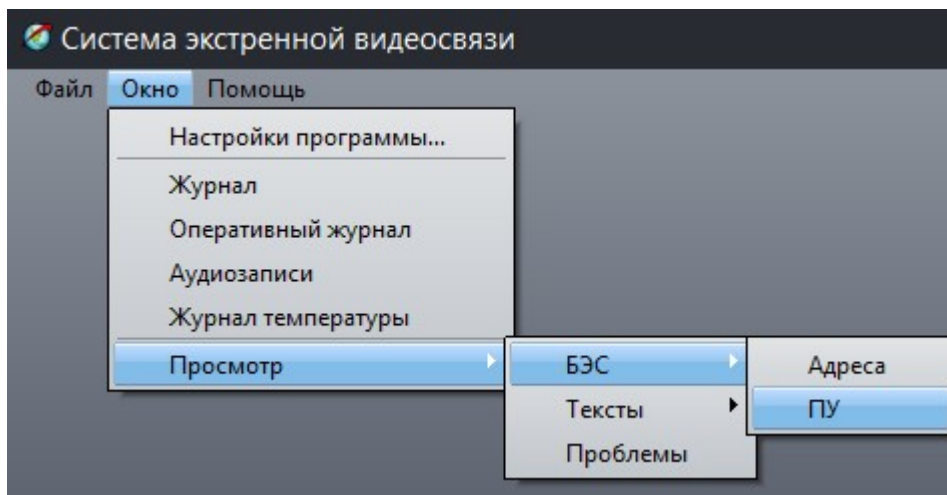 Система экстренной видеосвязи
Файл Окно Помощь
Настройки программы...
Журнал
Оперативный журнал
Аудиозаписи
Журнал температуры
Просмотр БЭС Адреса
Тексты ПУ
Проблемы